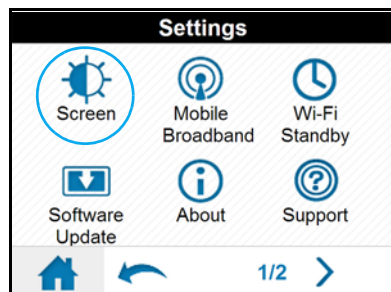 Settings
Screen
Mobile
Broadband
Wi-Fi
Standby
Software
Update
About
Support
1/2